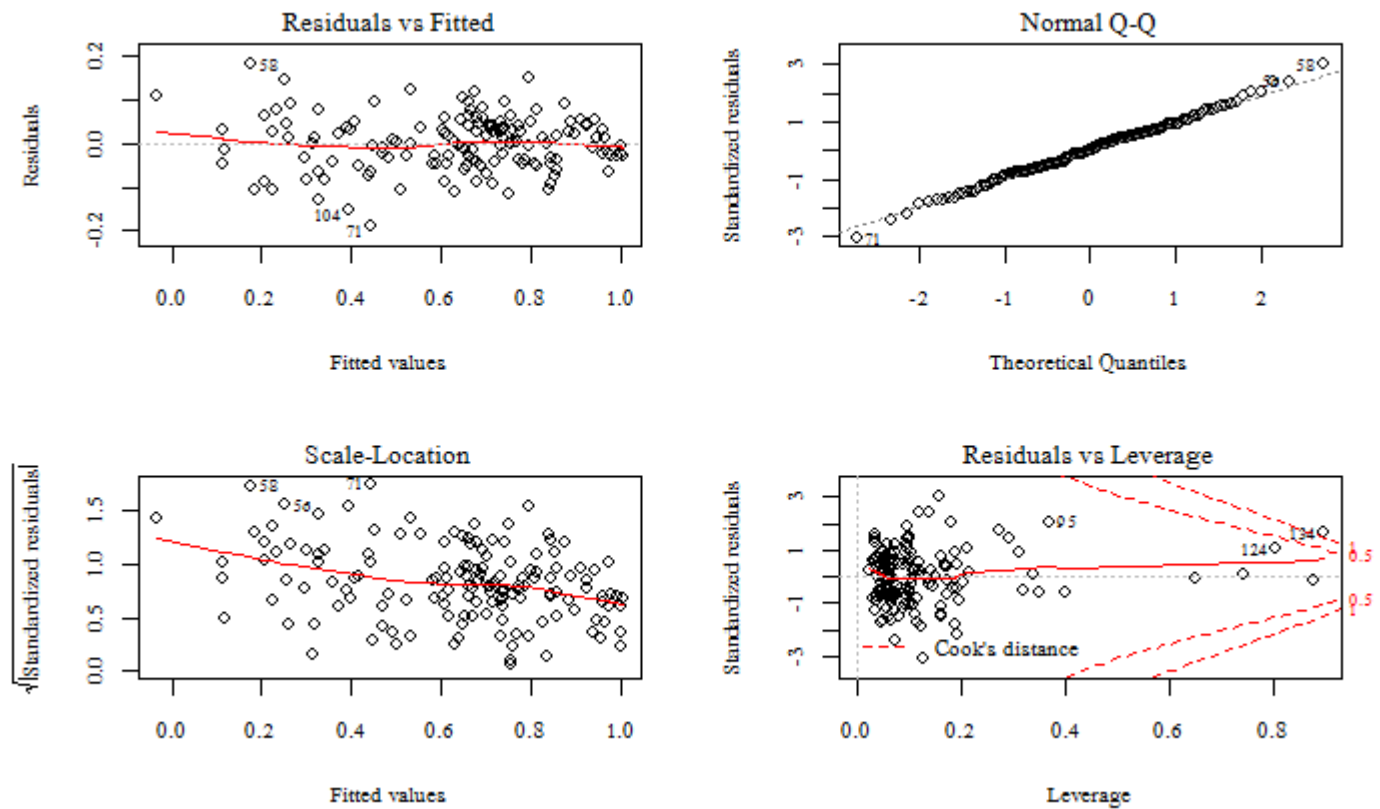 Residuals vs Fitted
Residuals
0.2
0.0
-0.2
58
104
71
0.0 0.2 0.4 0.6 0.8 1.0
Fitted values
Normal Q-Q
Standardized residuals
3
1
-1
-3
58
71
-2 -1 0 1 2
Theoretical Quantiles
Scale-Location
√|Standardized residuals|
1.5
1.0
0.5
0.0
58
56
71
0.0 0.2 0.4 0.6 0.8 1.0
Fitted values
Residuals vs Leverage
Standardized residuals
3
1
-1
-3
95
134
124
1
0.5
0.5
1
Cook's distance
0.0 0.2 0.4 0.6 0.8
Leverage